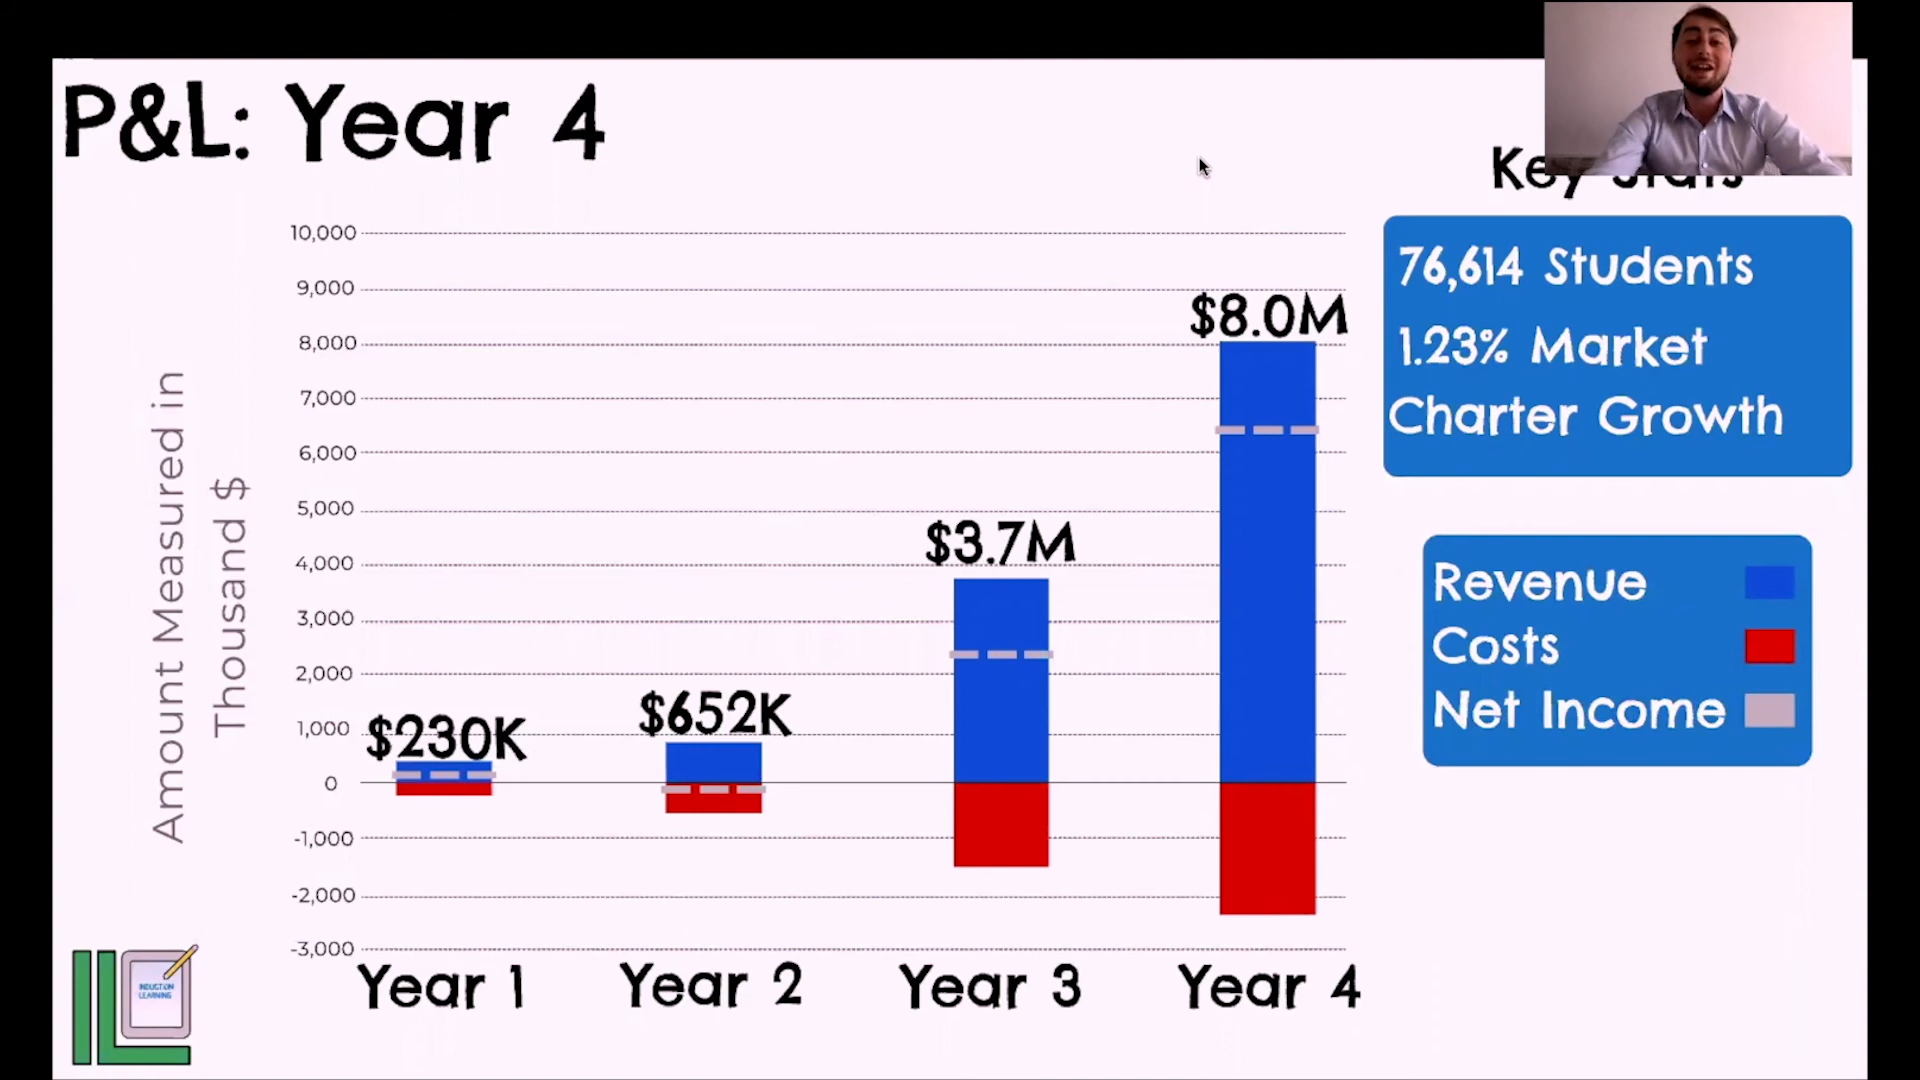 P&L: Year 4
Key Stats
76,614 Students
1.23% Market
Charter Growth
Amount Measured in
Thousand $
10,000
9,000
8,000
7,000
6,000
5,000
4,000
3,000
2,000
1,000
0
-1,000
-2,000
-3,000
$230K
$652K
$3.7M
$8.0M
Year 1
Year 2
Year 3
Year 4
Revenue
Costs
Net Income
INDUCTION
LEARNING
IL